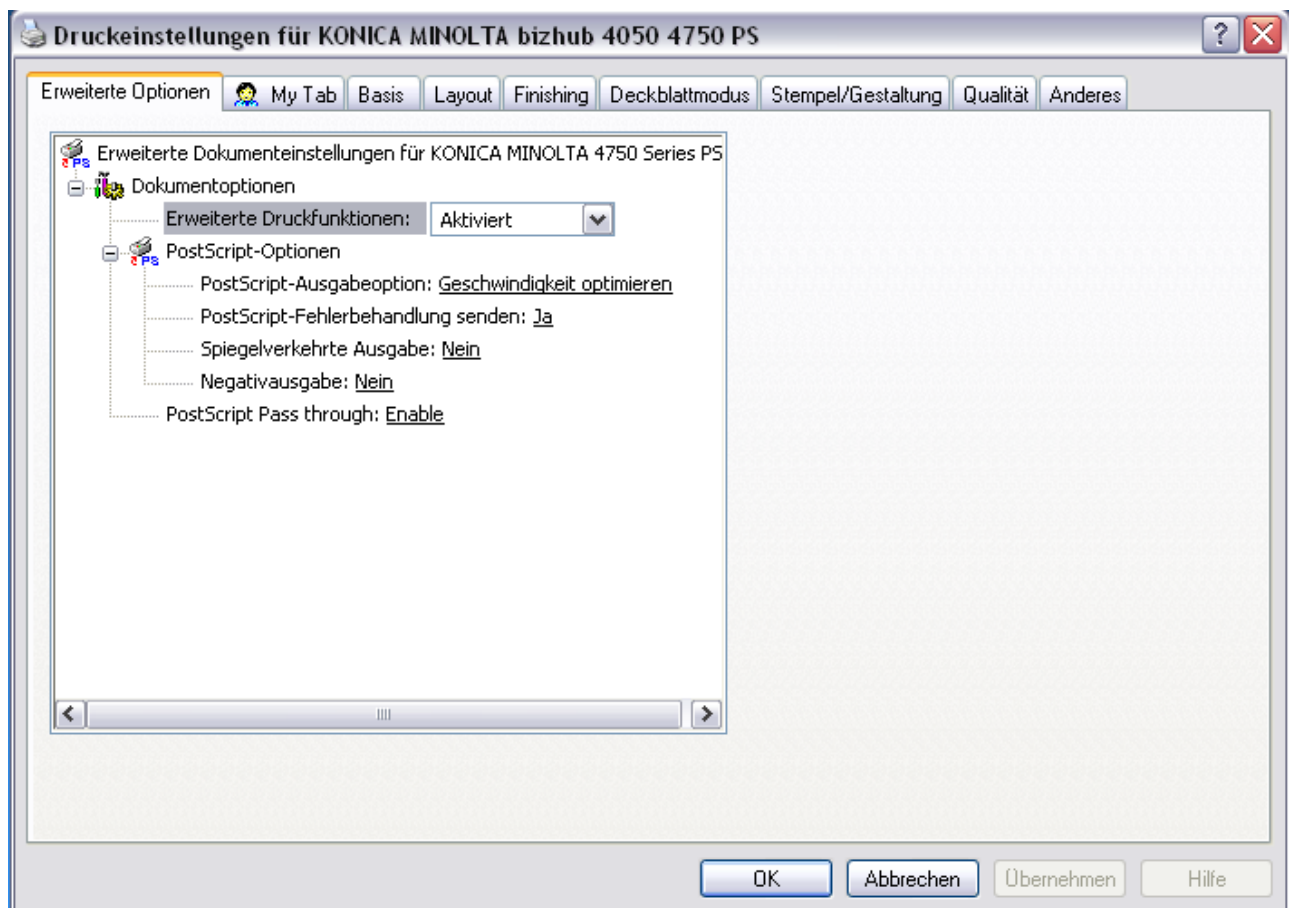 Druckeinstellungen für KONICA MINOLTA bizhub 4050 4750 PS
Erweiterte Optionen My Tab Basis Layout Finishing Deckblattmodus Stempel/Gestaltung Qualität Anderes
Erweiterte Dokumenteinstellungen für KONICA MINOLTA 4750 Series PS
Dokumentoptionen
Erweiterte Druckfunktionen: Aktiviert
PostScript-Optionen
PostScript-Ausgabeoption: Geschwindigkeit optimieren
PostScript-Fehlerbehandlung senden: Ja
Spiegelverkehrte Ausgabe: Nein
Negativausgabe: Nein
PostScript Pass through: Enable
OK Abbrechen Übernehmen Hilfe